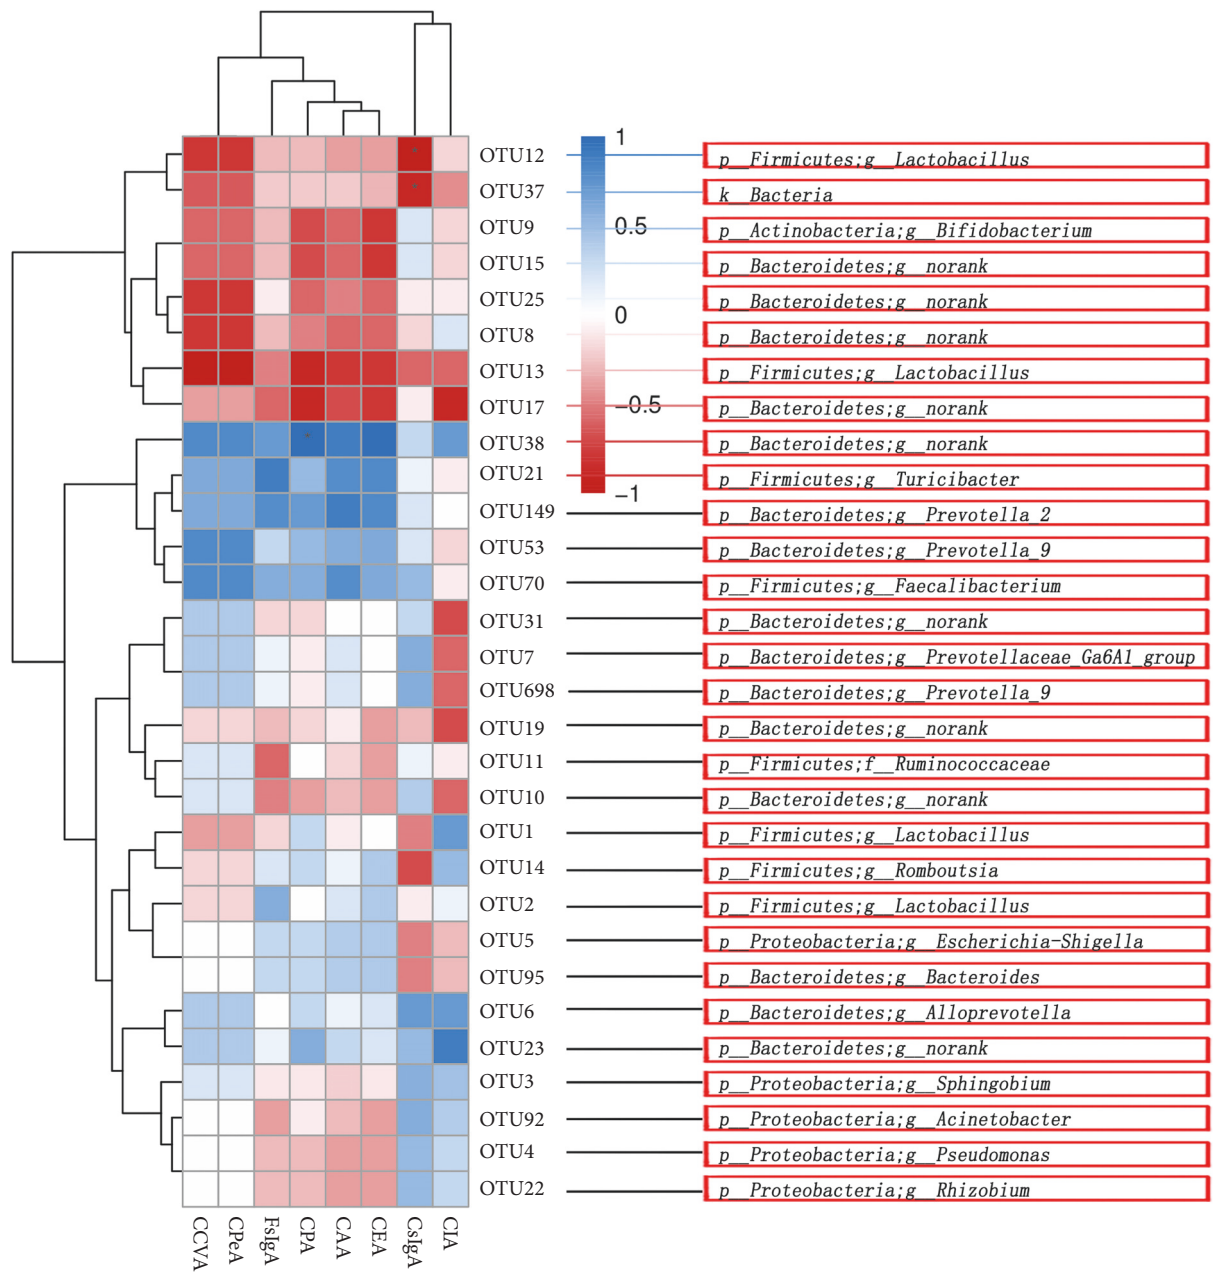 OTU12 1 p__Firmicutes;g__Lactobacillus
OTU37 k__Bacteria
OTU9 0.5 p__Actinobacteria;g__Bifidobacterium
OTU15 p__Bacteroidetes;g__norank
OTU25 p__Bacteroidetes;g__norank
OTU8 0 p__Bacteroidetes;g__norank
OTU13 p__Firmicutes;g__Lactobacillus
OTU17 −0.5 p__Bacteroidetes;g__norank
OTU38 p__Bacteroidetes;g__norank
OTU21 −1 p__Firmicutes;g__Turicibacter
OTU149 p__Bacteroidetes;g__Prevotella_2
OTU53 p__Bacteroidetes;g__Prevotella_9
OTU70 p__Firmicutes;g__Faecalibacterium
OTU31 p__Bacteroidetes;g__norank
OTU7 p__Bacteroidetes;g__Prevotellaceae_Ga6A1_group
OTU698 p__Bacteroidetes;g__Prevotella_9
OTU19 p__Bacteroidetes;g__norank
OTU11 p__Firmicutes;f__Ruminococcaceae
OTU10 p__Bacteroidetes;g__norank
OTU1 p__Firmicutes;g__Lactobacillus
OTU14 p__Firmicutes;g__Romboutsia
OTU2 p__Firmicutes;g__Lactobacillus
OTU5 p__Proteobacteria;g__Escherichia-Shigella
OTU95 p__Bacteroidetes;g__Bacteroides
OTU6 p__Bacteroidetes;g__Alloprevotella
OTU23 p__Bacteroidetes;g__norank
OTU3 p__Proteobacteria;g__Sphingobium
OTU92 p__Proteobacteria;g__Acinetobacter
OTU4 p__Proteobacteria;g__Pseudomonas
OTU22 p__Proteobacteria;g__Rhizobium
CCVA CPeA FsIgA CPA CAA CEA CsIgA CIA